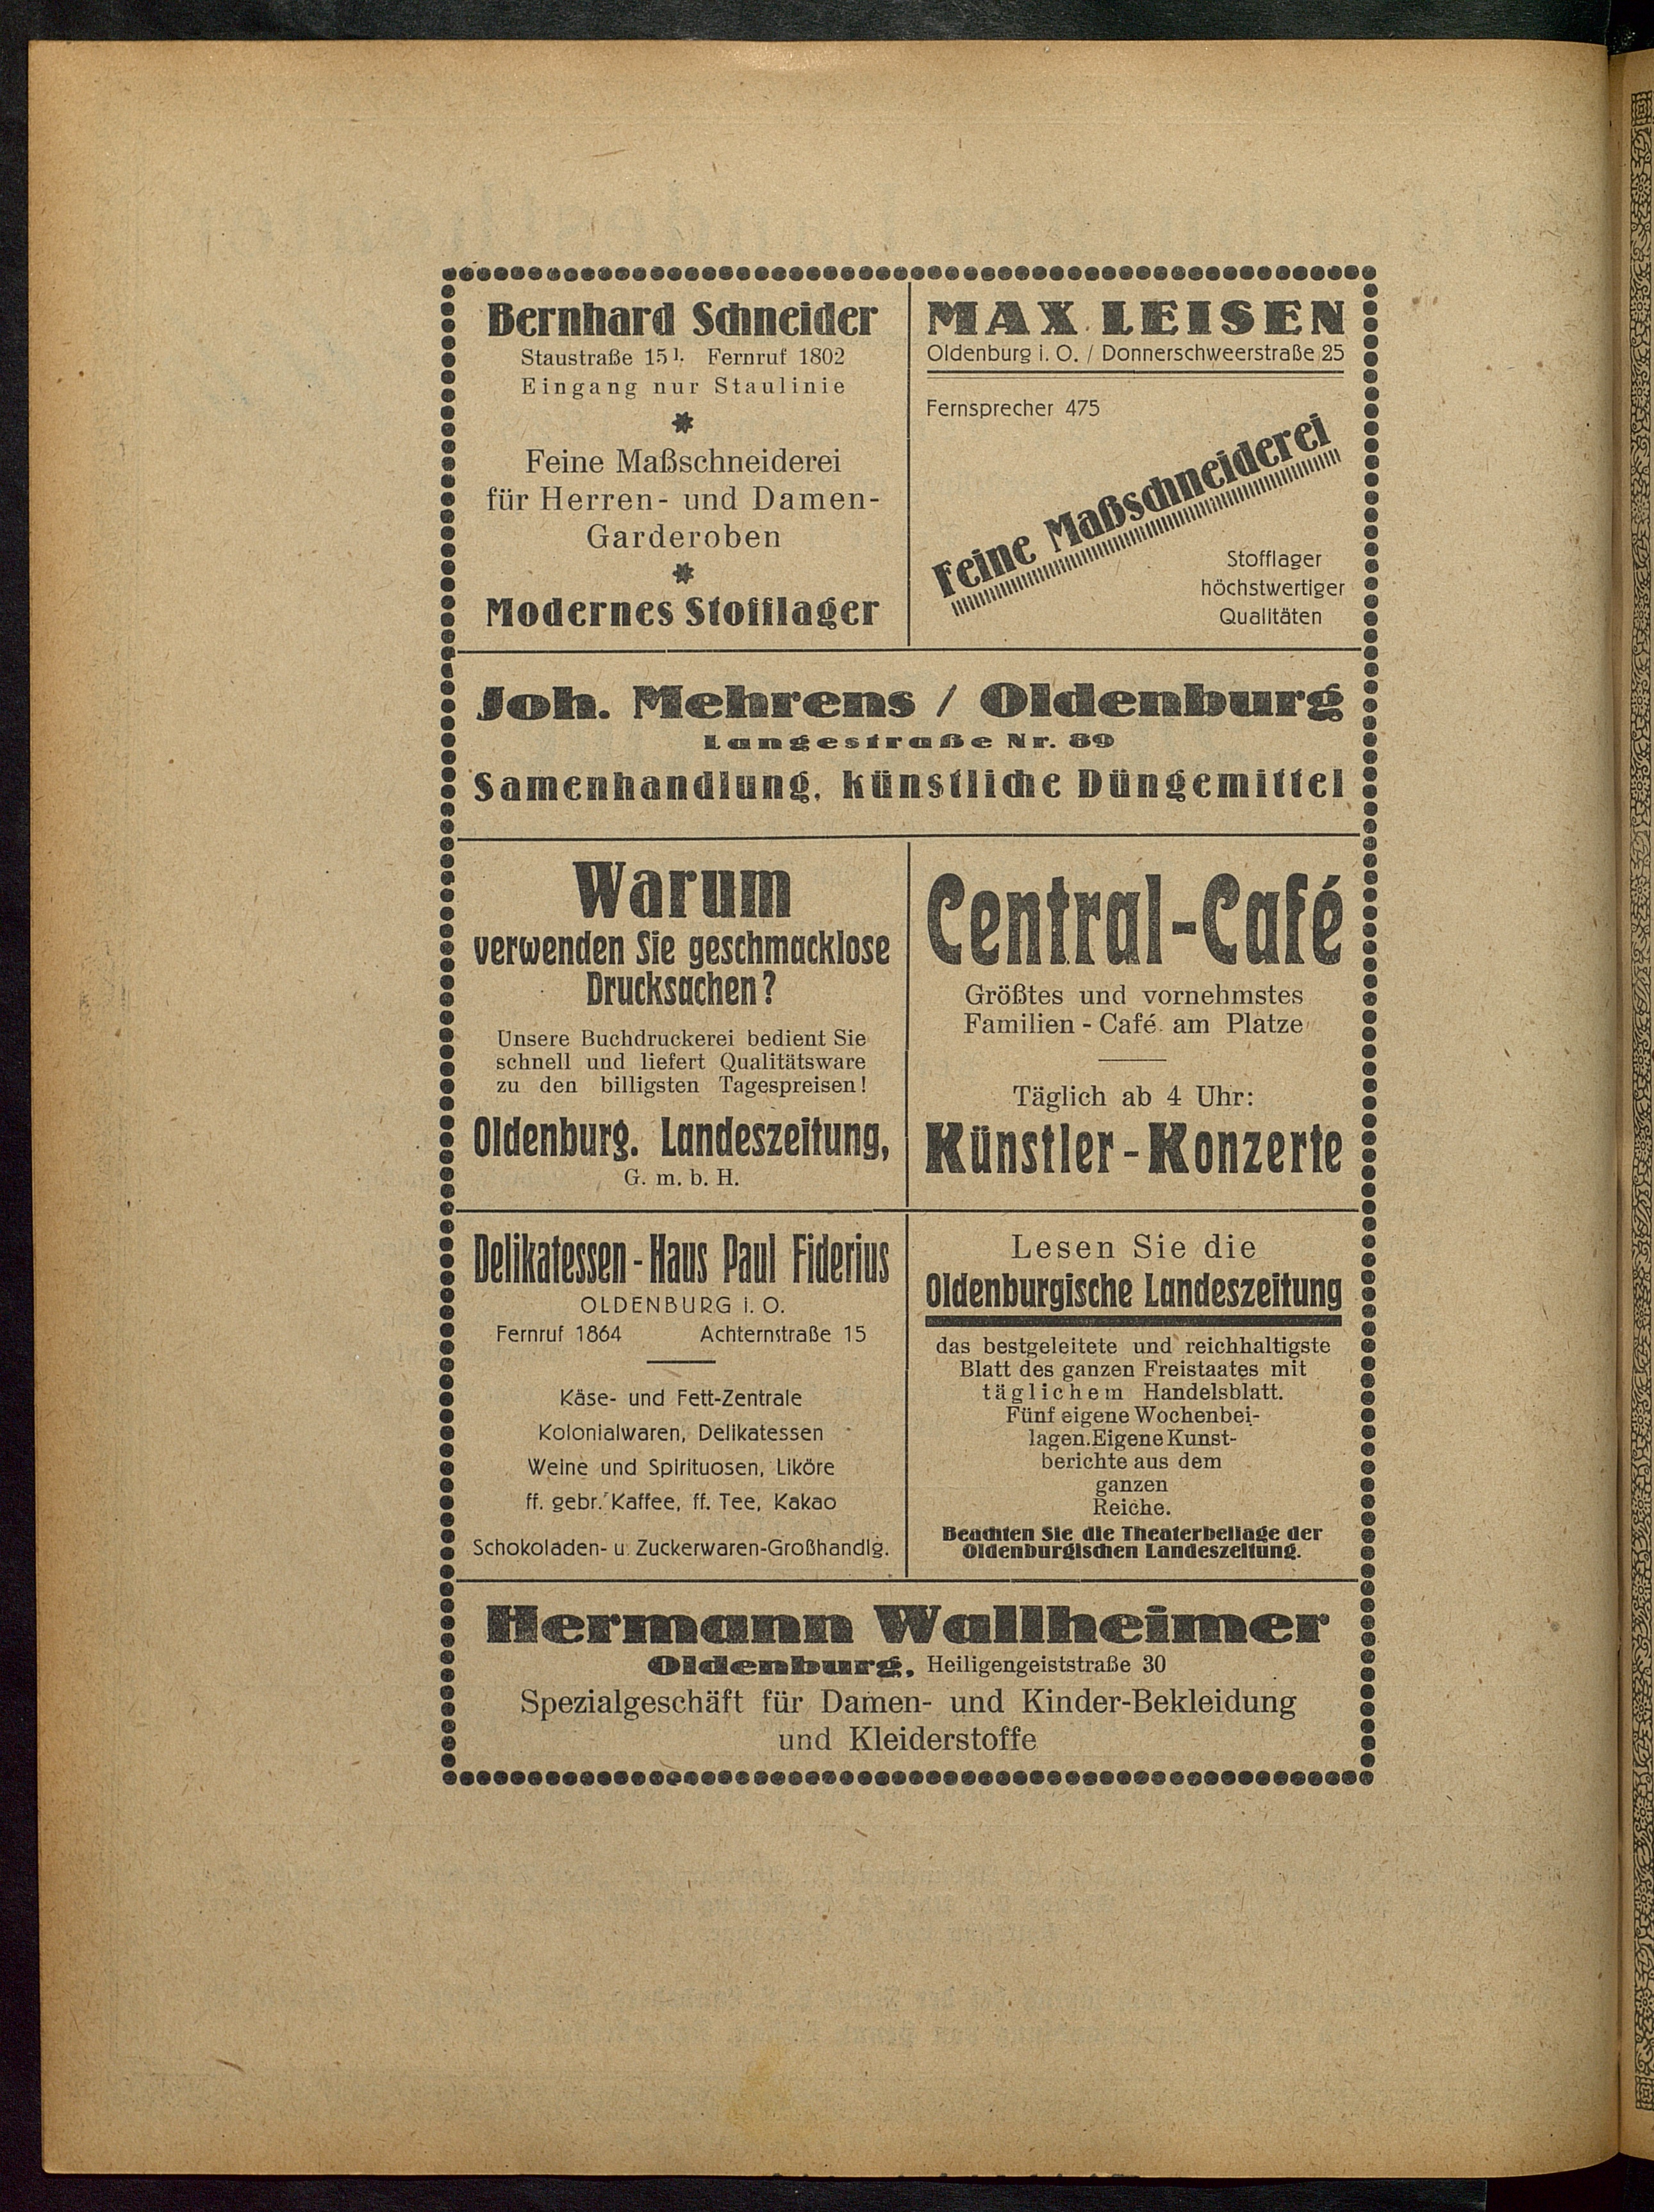 Bernhard Schneider
Staustraße 15 I. Fernruf 1802
Eingang nur Staulinie
Feine Maßschneiderei
für Herren- und Damen-
Garderoben
Modernes Stofflager
MAX LEISEN
Oldenburg i. O. / Donnerschweerstraße 25
Fernsprecher 475
Feine Maßschneiderei
Stofflager
höchstwertiger
Qualitäten
Joh. Mehrens / Oldenburg
Langestraße Nr. 89
Samenhandlung, künstliche Düngemittel
Warum
verwenden Sie geschmacklose
Drucksachen?
Unsere Buchdruckerei bedient Sie
schnell und liefert Qualitätsware
zu den billigsten Tagespreisen!
Oldenburg. Landeszeitung,
G. m. b. H.
Central-Café
Größtes und vornehmstes
Familien-Café am Platze
Täglich ab 4 Uhr:
Künstler-Konzerte
Delikatessen-Haus Paul Fiderius
OLDENBURG i. O.
Fernruf 1864 Achternstraße 15
Käse- und Fett-Zentrale
Kolonialwaren, Delikatessen
Weine und Spirituosen, Liköre
ff. gebr. Kaffee, ff. Tee, Kakao
Schokoladen- u. Zuckerwaren-Großhandlg.
Lesen Sie die
Oldenburgische Landeszeitung
das bestgeleitete und reichhaltigste
Blatt des ganzen Freistaates mit
täglichem Handelsblatt.
Fünf eigene Wochenbei-
lagen. Eigene Kunst-
berichte aus dem
ganzen
Reiche.
Beachten Sie die Theaterbeilage der
Oldenburgischen Landeszeitung.
Hermann Wallheimer
Oldenburg, Heiligengeiststraße 30
Spezialgeschäft für Damen- und Kinder-Bekleidung
und Kleiderstoffe